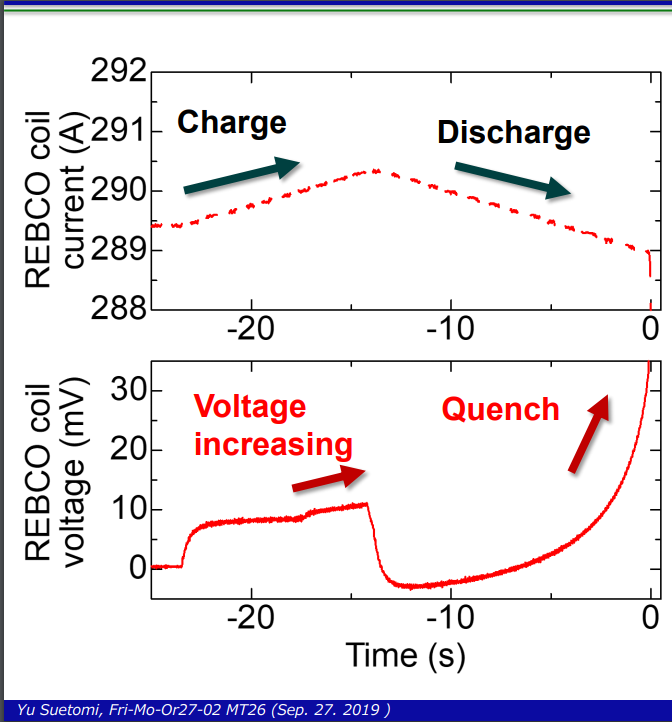 292
291
290
289
288
REBCO coil
current (A)
Charge
Discharge
-20
-10
0
30
20
10
0
REBCO coil
voltage (mV)
Voltage
increasing
Quench
-20
-10
0
Time (s)
Yu Suetomi, Fri-Mo-Or27-02 MT26 (Sep. 27. 2019 )